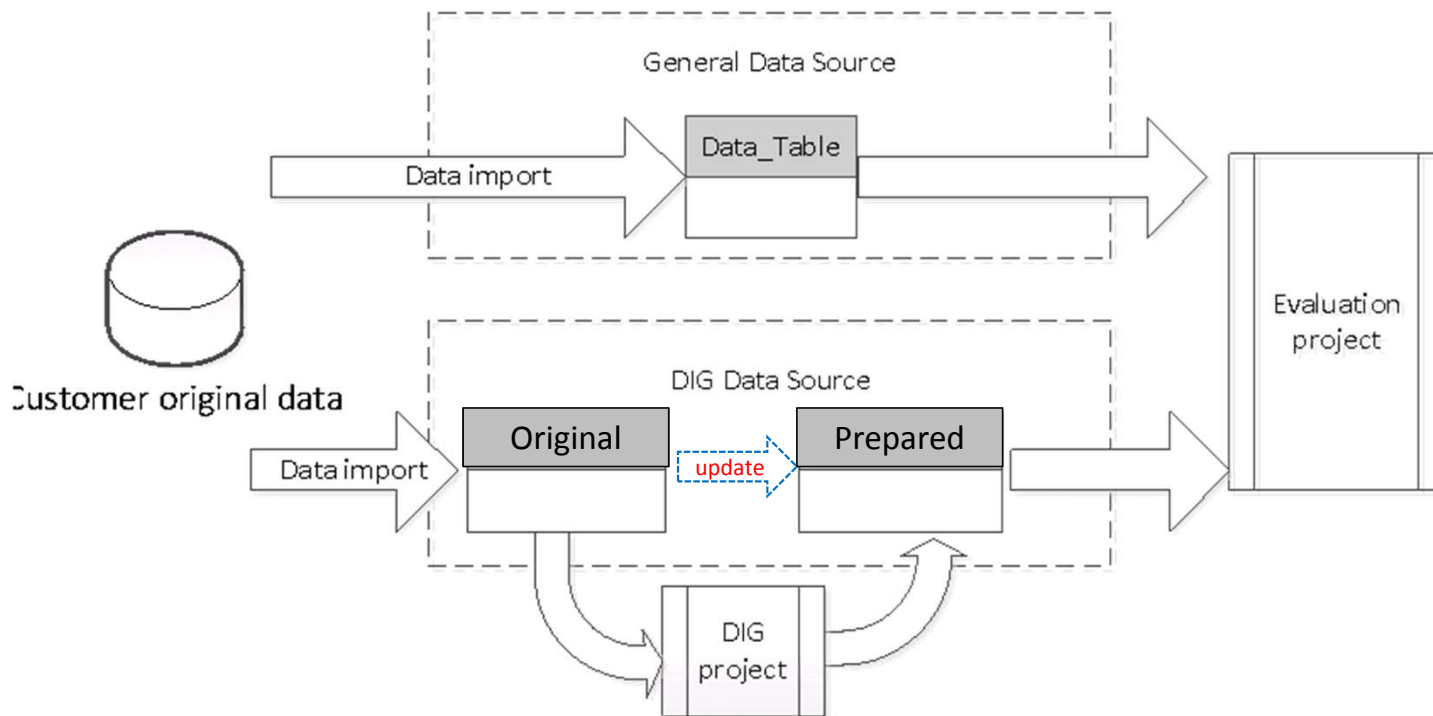 General Data Source
Data_Table
Data import
Customer original data
Evaluation
project
DIG Data Source
Original
update
Prepared
Data import
DIG
project